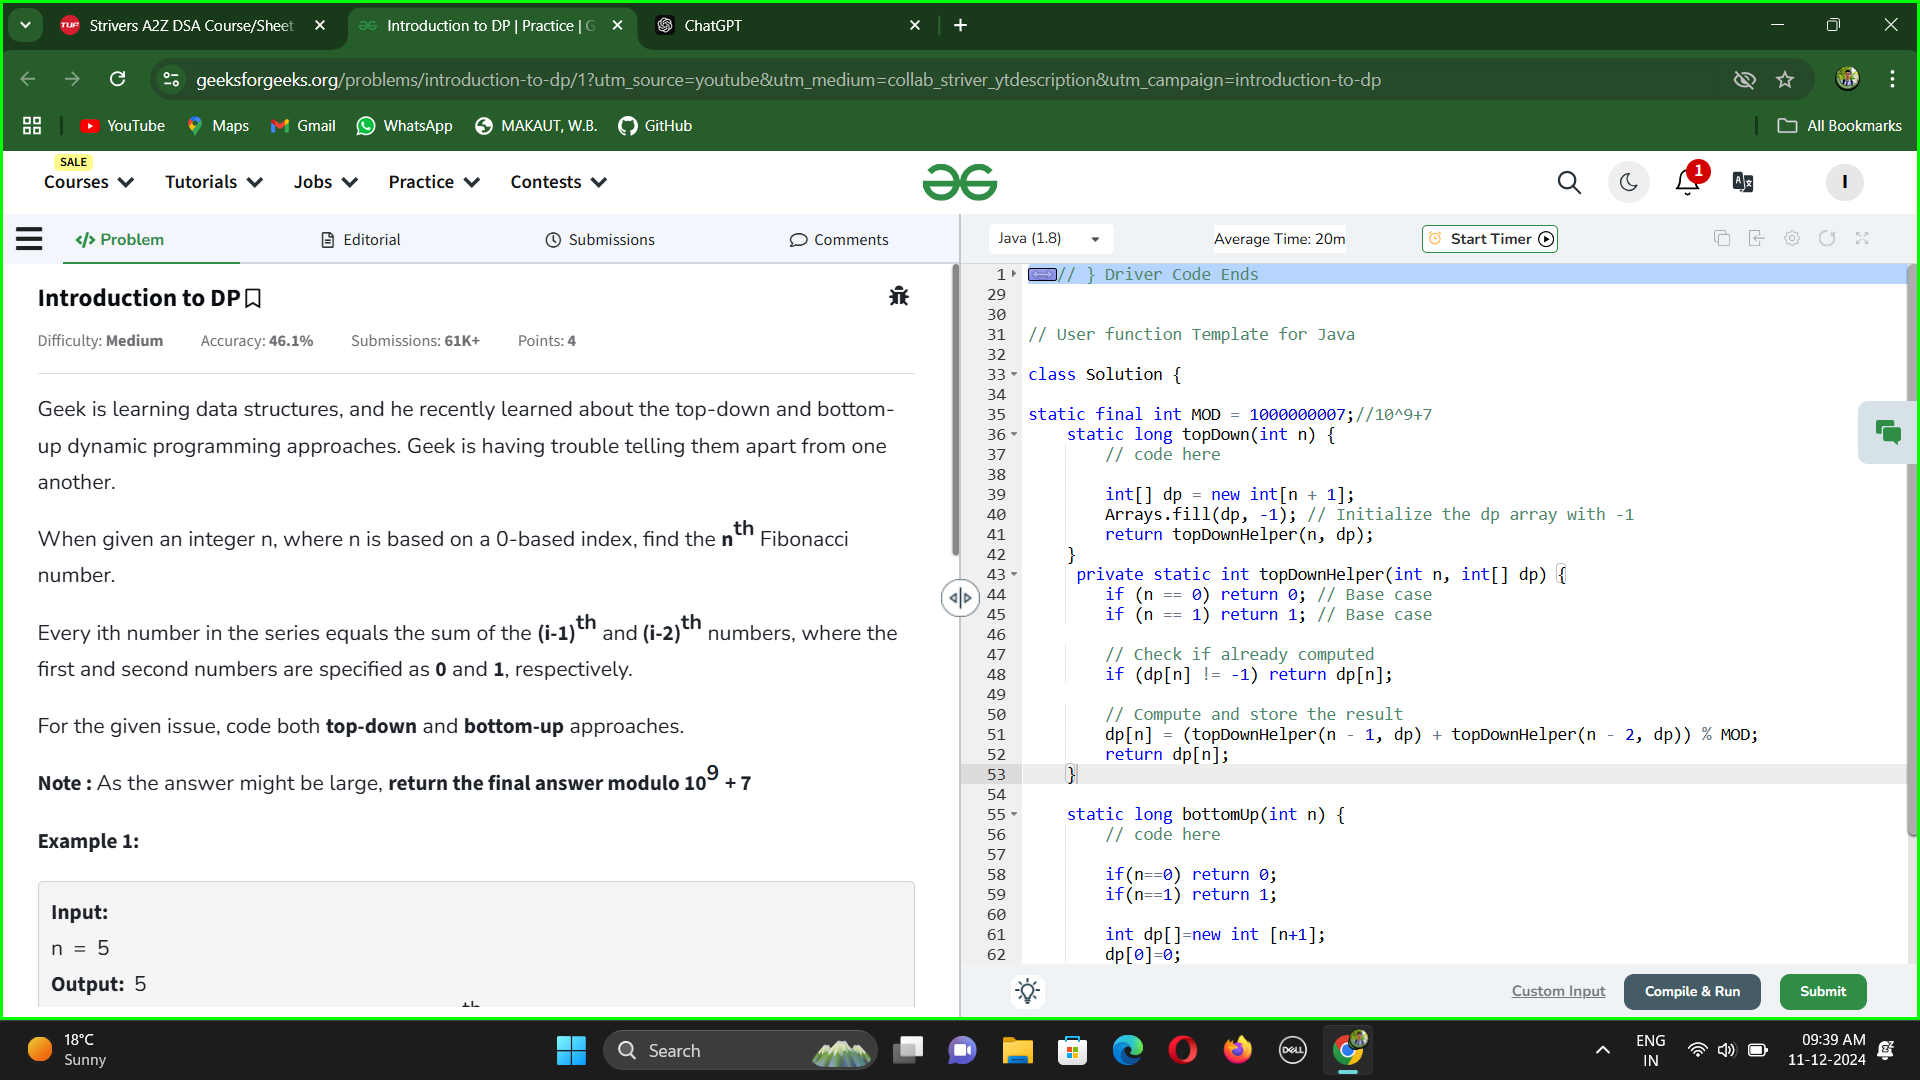 Strivers A2Z DSA Course/Sheet
Introduction to DP | Practice | G
ChatGPT
geeksforgeeks.org/problems/introduction-to-dp/1?utm_source=youtube&utm_medium=collab_striver_ytdescription&utm_campaign=introduction-to-dp
YouTube
Maps
Gmail
WhatsApp
MAKAUT, W.B.
GitHub
All Bookmarks
SALE
Courses
Tutorials
Jobs
Practice
Contests
1
I
</> Problem
Editorial
Submissions
Comments
Java (1.8)
Average Time: 20m
Start Timer
Introduction to DP
Difficulty: Medium
Accuracy: 46.1%
Submissions: 61K+
Points: 4
Geek is learning data structures, and he recently learned about the top-down and bottom-
up dynamic programming approaches. Geek is having trouble telling them apart from one
another.
When given an integer n, where n is based on a 0-based index, find the nth Fibonacci
number.
Every ith number in the series equals the sum of the (i-1)th and (i-2)th numbers, where the
first and second numbers are specified as 0 and 1, respectively.
For the given issue, code both top-down and bottom-up approaches.
Note : As the answer might be large, return the final answer modulo 10^9 + 7
Example 1:
Input:
n = 5
Output: 5
th
1 // } Driver Code Ends
29
30
31 // User function Template for Java
32
33 class Solution {
34
35 static final int MOD = 1000000007;//10^9+7
36 static long topDown(int n) {
37 // code here
38
39 int[] dp = new int[n + 1];
40 Arrays.fill(dp, -1); // Initialize the dp array with -1
41 return topDownHelper(n, dp);
42 }
43 private static int topDownHelper(int n, int[] dp) {
44 if (n == 0) return 0; // Base case
45 if (n == 1) return 1; // Base case
46
47 // Check if already computed
48 if (dp[n] != -1) return dp[n];
49
50 // Compute and store the result
51 dp[n] = (topDownHelper(n - 1, dp) + topDownHelper(n - 2, dp)) % MOD;
52 return dp[n];
53 }
54
55 static long bottomUp(int n) {
56 // code here
57
58 if(n==0) return 0;
59 if(n==1) return 1;
60
61 int dp[]=new int [n+1];
62 dp[0]=0;
Custom Input
Compile & Run
Submit
18°C
Sunny
Search
DELL
ENG
IN
09:39 AM
11-12-2024